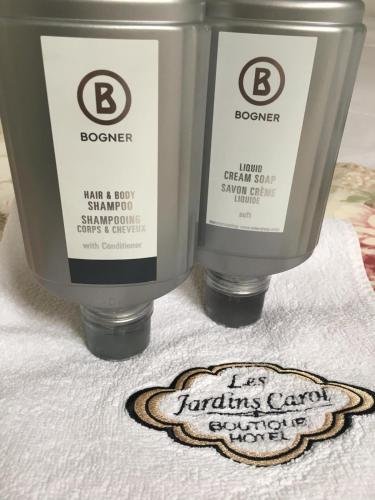 B
BOGNER
HAIR & BODY
SHAMPOO
SHAMPOOING
CORPS & CHEVEUX
with Conditioner
B
BOGNER
LIQUID
CREAM SOAP
SAVON CRÈME
LIQUIDE
soft
Les
Jardins Carol
BOUTIQUE
HOTEL